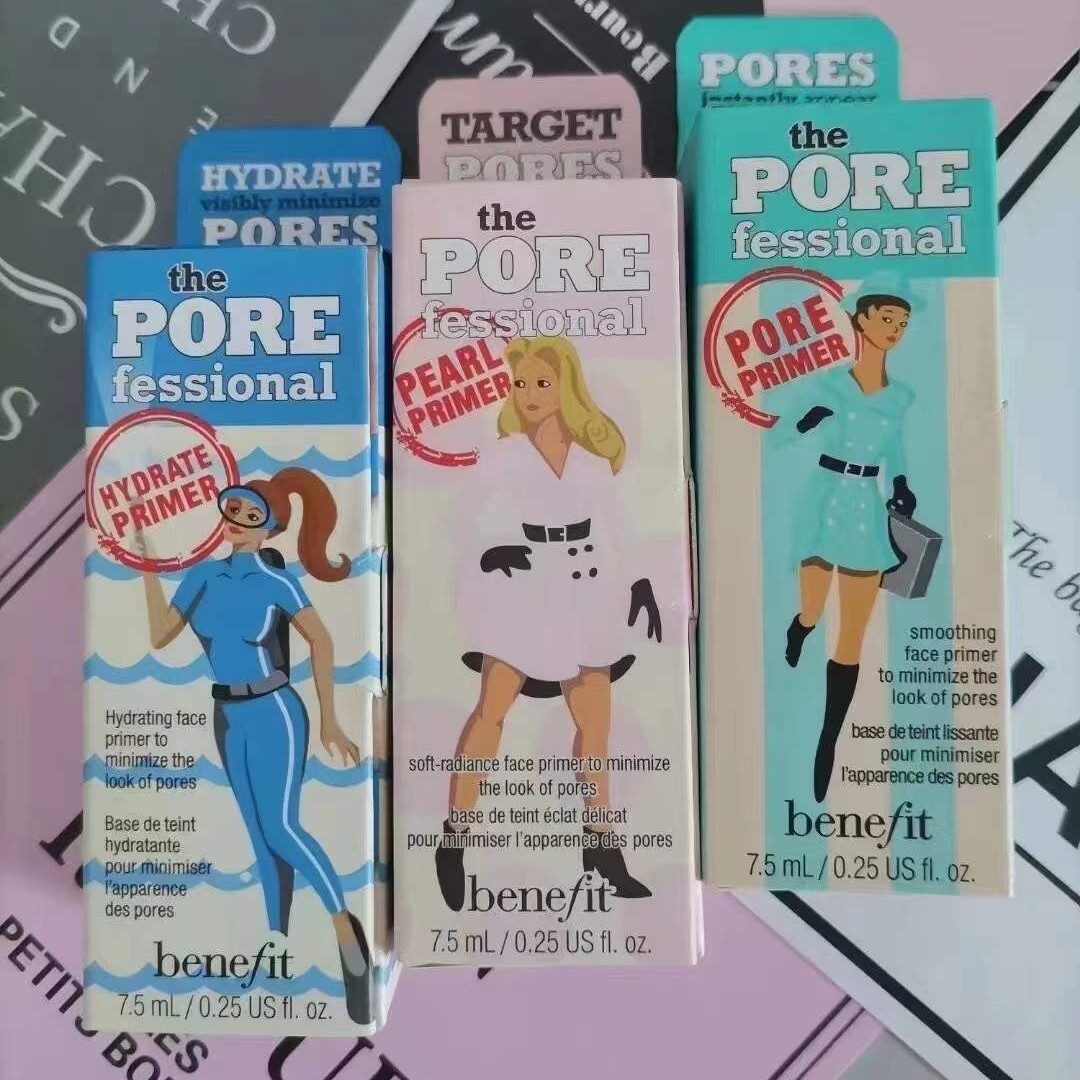 HYDRATE
visibly minimize
PORES
the
PORE
fessional
HYDRATE
PRIMER
Hydrating face
primer to
minimize the
look of pores
Base de teint
hydratante
pour minimiser
l'apparence
des pores
benefit
7.5 mL / 0.25 US fl. oz.
TARGET
PORES
the
PORE
fessional
PEARL
PRIMER
soft-radiance face primer to minimize
the look of pores
base de teint éclat délicat
pour minimiser l'apparence des pores
benefit
7.5 mL / 0.25 US fl. oz.
PORES
instantly appear
the
PORE
fessional
PORE
PRIMER
smoothing
face primer
to minimize the
look of pores
base de teint lissante
pour minimiser
l'apparence des pores
benefit
7.5 mL / 0.25 US fl. oz.
The